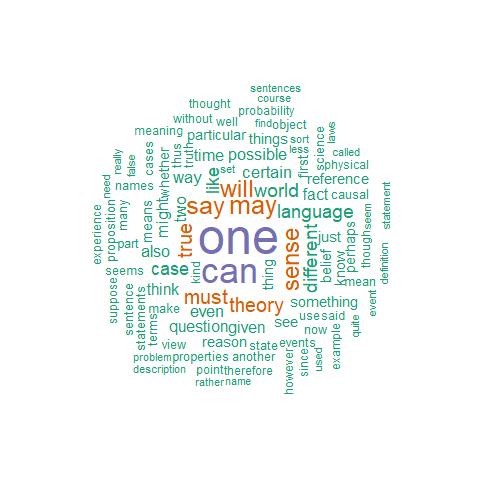 sentences
course
thought
probability
without
well
find
object
meaning
particular
things
sort
less
laws
science
called
physical
really
false
cases
thus
truth
time
possible
first
whether
way
like
set
certain
reference
need
names
will
world
fact
causal
many
means
might
two
say
may
language
experience
proposition
part
also
true
one
sense
different
just
perhaps
though
seem
statement
definition
seems
case
kind
can
thing
belief
know
mean
suppose
sentence
statements
terms
think
must
theory
something
event
make
even
use
said
quite
question
given
see
now
example
view
reason
state
events
since
used
however
problem
properties
another
description
point
therefore
rather
name